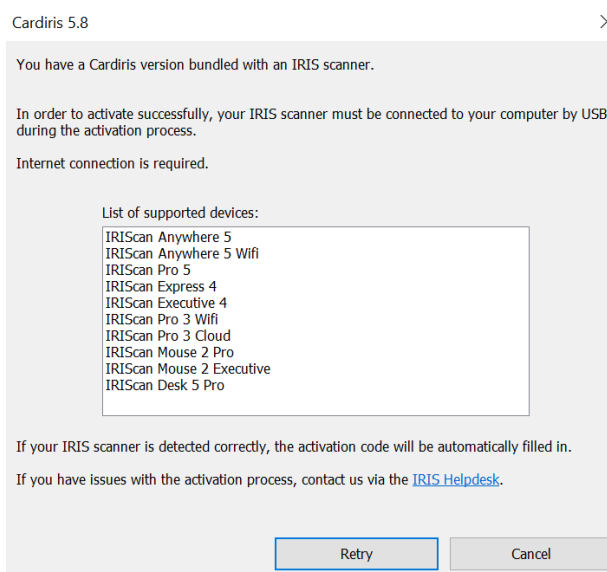 Cardiris 5.8
You have a Cardiris version bundled with an IRIS scanner.
In order to activate successfully, your IRIS scanner must be connected to your computer by USB
during the activation process.
Internet connection is required.
List of supported devices:
IRIScan Anywhere 5
IRIScan Anywhere 5 Wifi
IRIScan Pro 5
IRIScan Express 4
IRIScan Executive 4
IRIScan Pro 3 Wifi
IRIScan Pro 3 Cloud
IRIScan Mouse 2 Pro
IRIScan Mouse 2 Executive
IRIScan Desk 5 Pro
If your IRIS scanner is detected correctly, the activation code will be automatically filled in.
If you have issues with the activation process, contact us via the IRIS Helpdesk.
Retry
Cancel